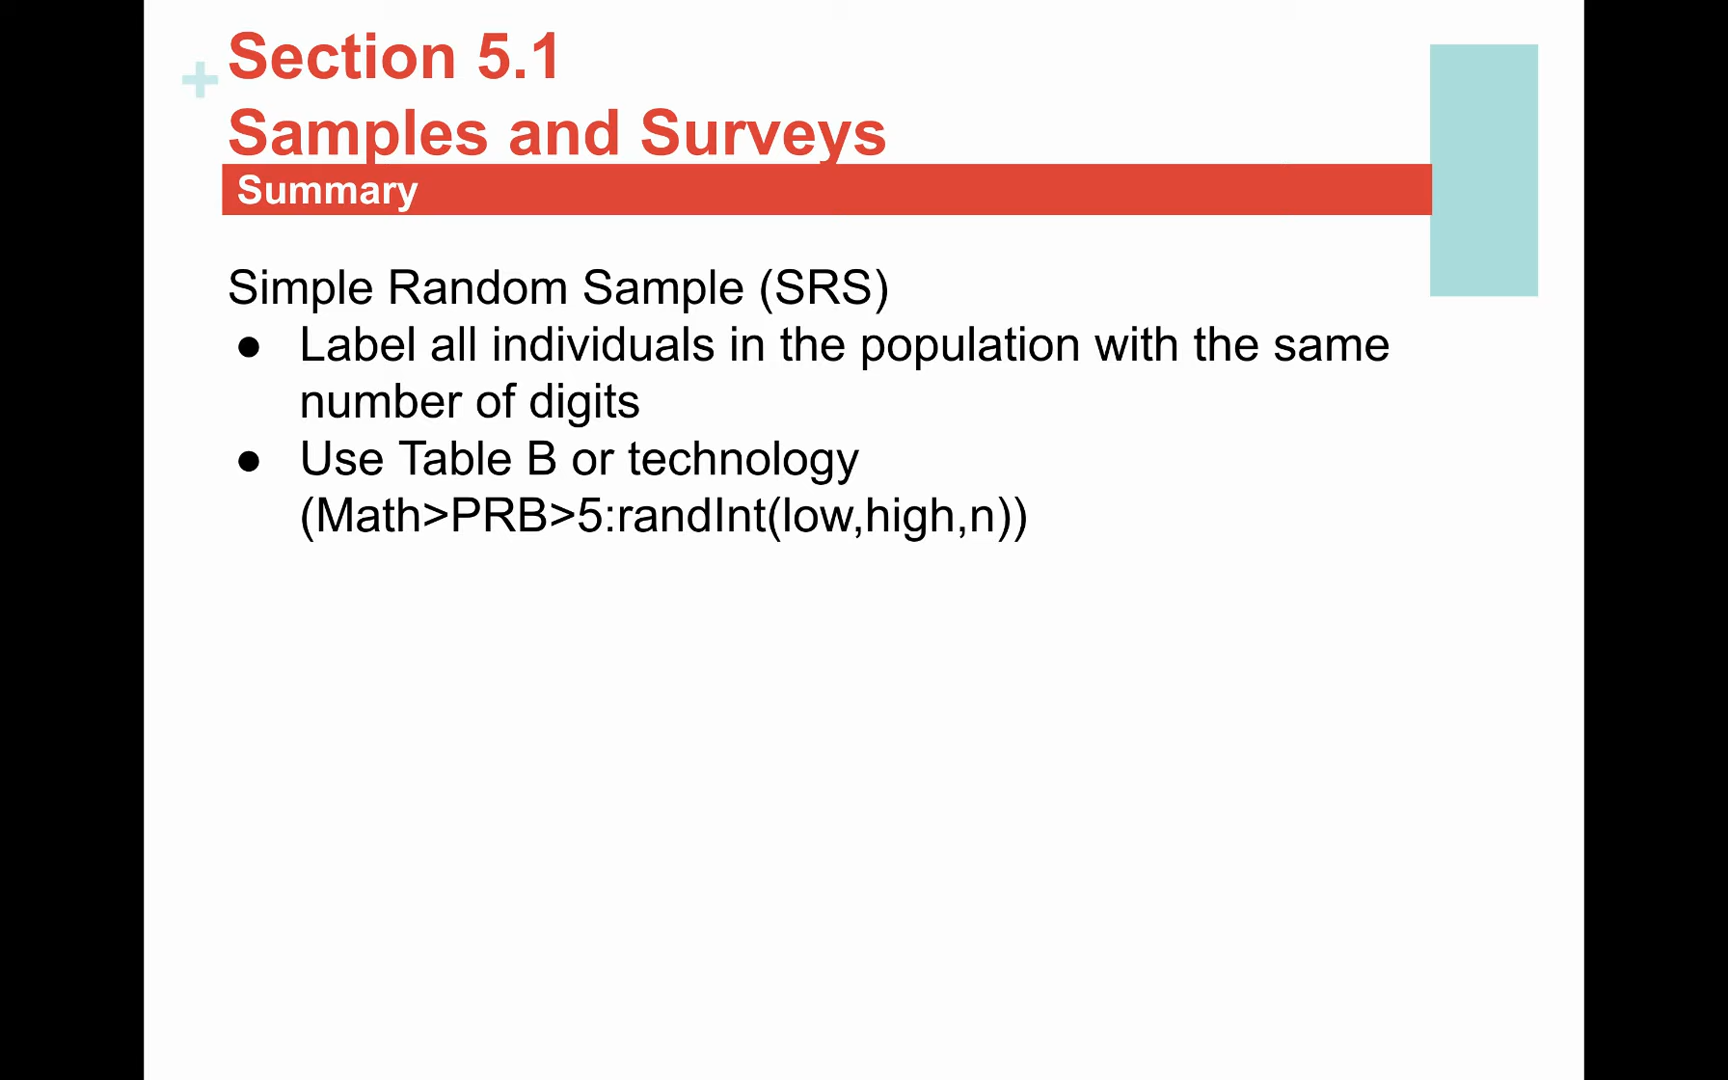 Section 5.1
Samples and Surveys
Summary
Simple Random Sample (SRS)
● Label all individuals in the population with the same
number of digits
● Use Table B or technology
(Math>PRB>5:randInt(low,high,n))